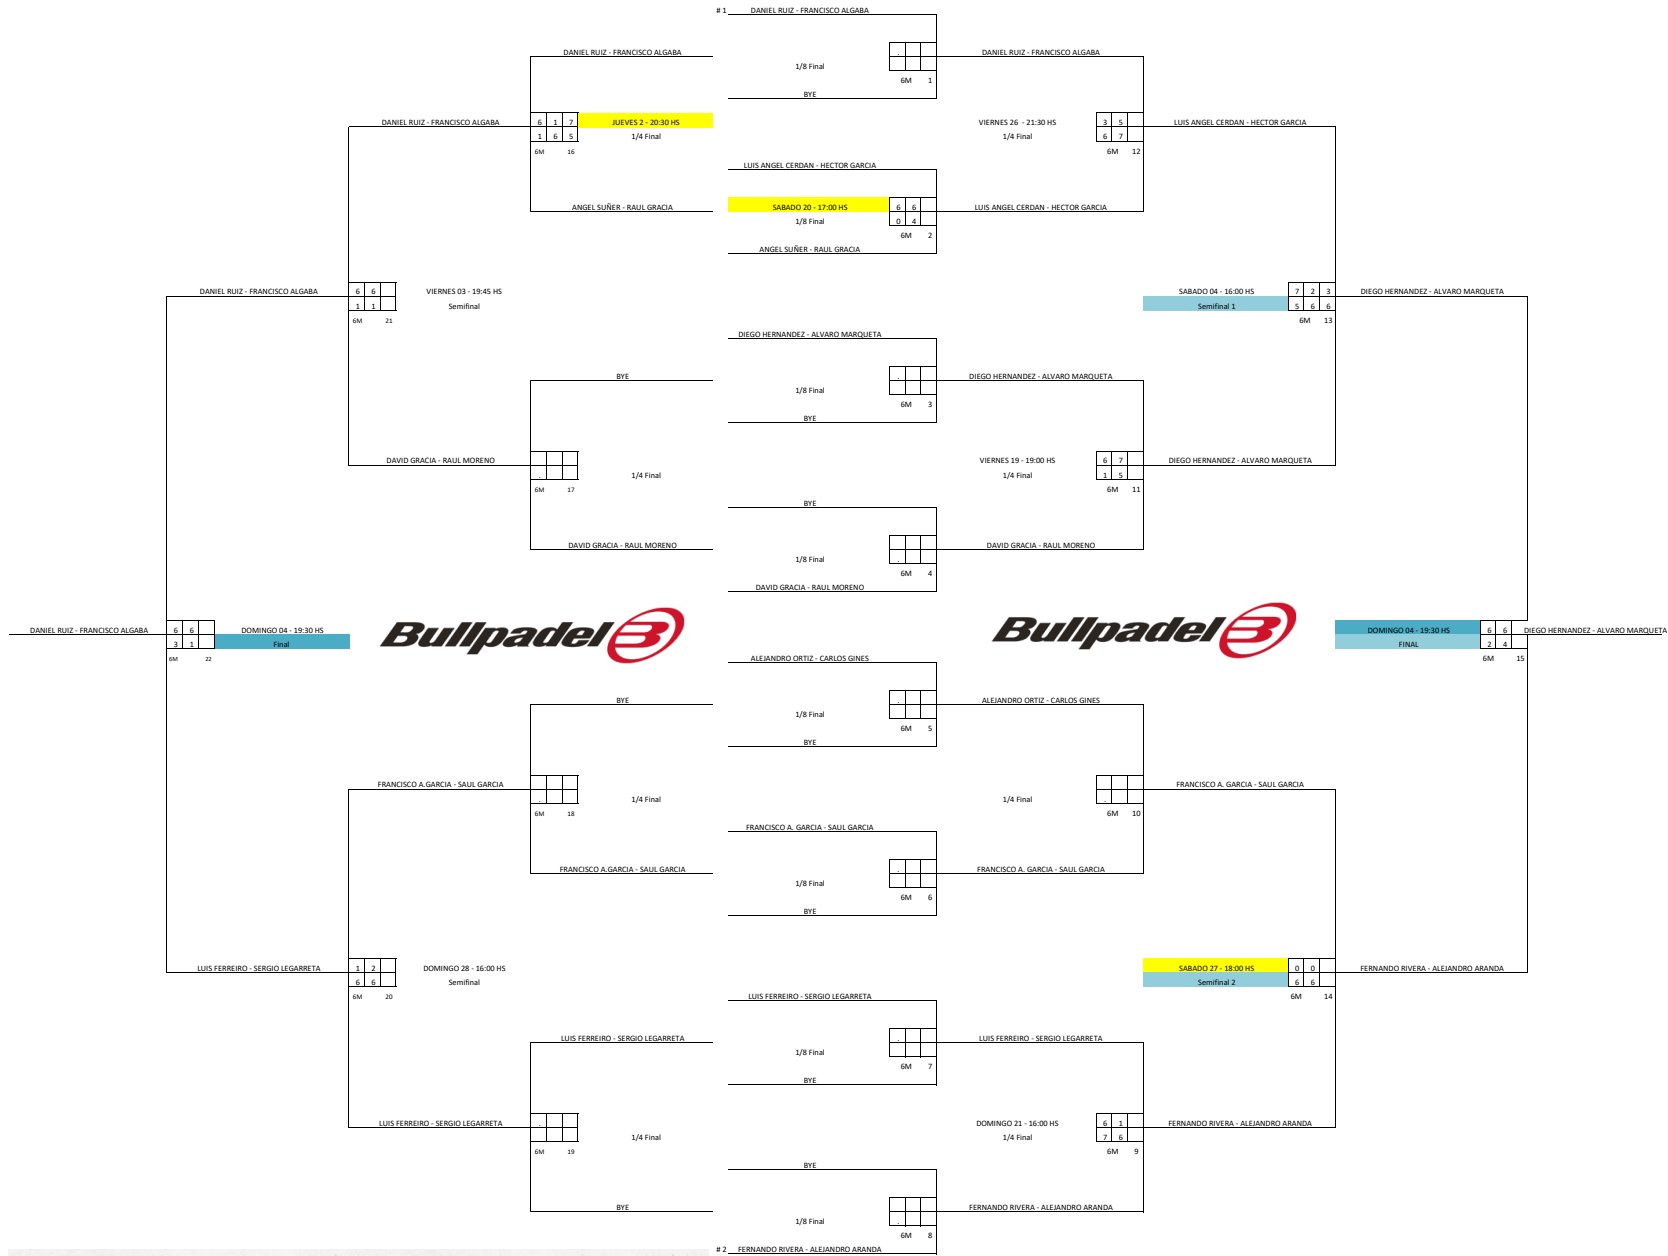 # 1 DANIEL RUIZ - FRANCISCO ALGABA
DANIEL RUIZ - FRANCISCO ALGABA . DANIEL RUIZ - FRANCISCO ALGABA
1/8 Final
6M 1
BYE
DANIEL RUIZ - FRANCISCO ALGABA 6 1 7 JUEVES 2 - 20:30 HS VIERNES 26 - 21:30 HS 3 5 LUIS ANGEL CERDAN - HECTOR GARCIA
1 6 5 1/4 Final 1/4 Final 6 7
6M 16 6M 12
LUIS ANGEL CERDAN - HECTOR GARCIA
ANGEL SUÑER - RAUL GRACIA SABADO 20 - 17:00 HS 6 6 LUIS ANGEL CERDAN - HECTOR GARCIA
1/8 Final 0 4
6M 2
ANGEL SUÑER - RAUL GRACIA
DANIEL RUIZ - FRANCISCO ALGABA 6 6 VIERNES 03 - 19:45 HS SABADO 04 - 16:00 HS 7 2 3 DIEGO HERNANDEZ - ALVARO MARQUETA
1 1 Semifinal Semifinal 1 5 6 6
6M 21 6M 13
DIEGO HERNANDEZ - ALVARO MARQUETA
BYE . DIEGO HERNANDEZ - ALVARO MARQUETA
1/8 Final
6M 3
BYE
DAVID GRACIA - RAUL MORENO VIERNES 19 - 19:00 HS 6 7 DIEGO HERNANDEZ - ALVARO MARQUETA
. 1/4 Final 1/4 Final 1 5
6M 17 6M 11
BYE
DAVID GRACIA - RAUL MORENO DAVID GRACIA - RAUL MORENO
1/8 Final .
6M 4
DAVID GRACIA - RAUL MORENO
DANIEL RUIZ - FRANCISCO ALGABA 6 6 DOMINGO 04 - 19:30 HS Bullpadel Bullpadel DOMINGO 04 - 19:30 HS 6 6 DIEGO HERNANDEZ - ALVARO MARQUETA
3 1 Final FINAL 2 4
6M 22 6M 15
ALEJANDRO ORTIZ - CARLOS GINES
BYE . ALEJANDRO ORTIZ - CARLOS GINES
1/8 Final
6M 5
BYE
FRANCISCO A.GARCIA - SAUL GARCIA FRANCISCO A. GARCIA - SAUL GARCIA
. 1/4 Final 1/4 Final .
6M 18 6M 10
FRANCISCO A. GARCIA - SAUL GARCIA
FRANCISCO A.GARCIA - SAUL GARCIA . FRANCISCO A. GARCIA - SAUL GARCIA
1/8 Final
6M 6
BYE
LUIS FERREIRO - SERGIO LEGARRETA 1 2 DOMINGO 28 - 16:00 HS SABADO 27 - 18:00 HS 0 0 FERNANDO RIVERA - ALEJANDRO ARANDA
6 6 Semifinal Semifinal 2 6 6
6M 20 6M 14
LUIS FERREIRO - SERGIO LEGARRETA
LUIS FERREIRO - SERGIO LEGARRETA . LUIS FERREIRO - SERGIO LEGARRETA
1/8 Final
6M 7
BYE
LUIS FERREIRO - SERGIO LEGARRETA . DOMINGO 21 - 16:00 HS 6 1 FERNANDO RIVERA - ALEJANDRO ARANDA
1/4 Final 1/4 Final 7 6
6M 19 6M 9
BYE
BYE FERNANDO RIVERA - ALEJANDRO ARANDA
1/8 Final .
6M 8
# 2 FERNANDO RIVERA - ALEJANDRO ARANDA